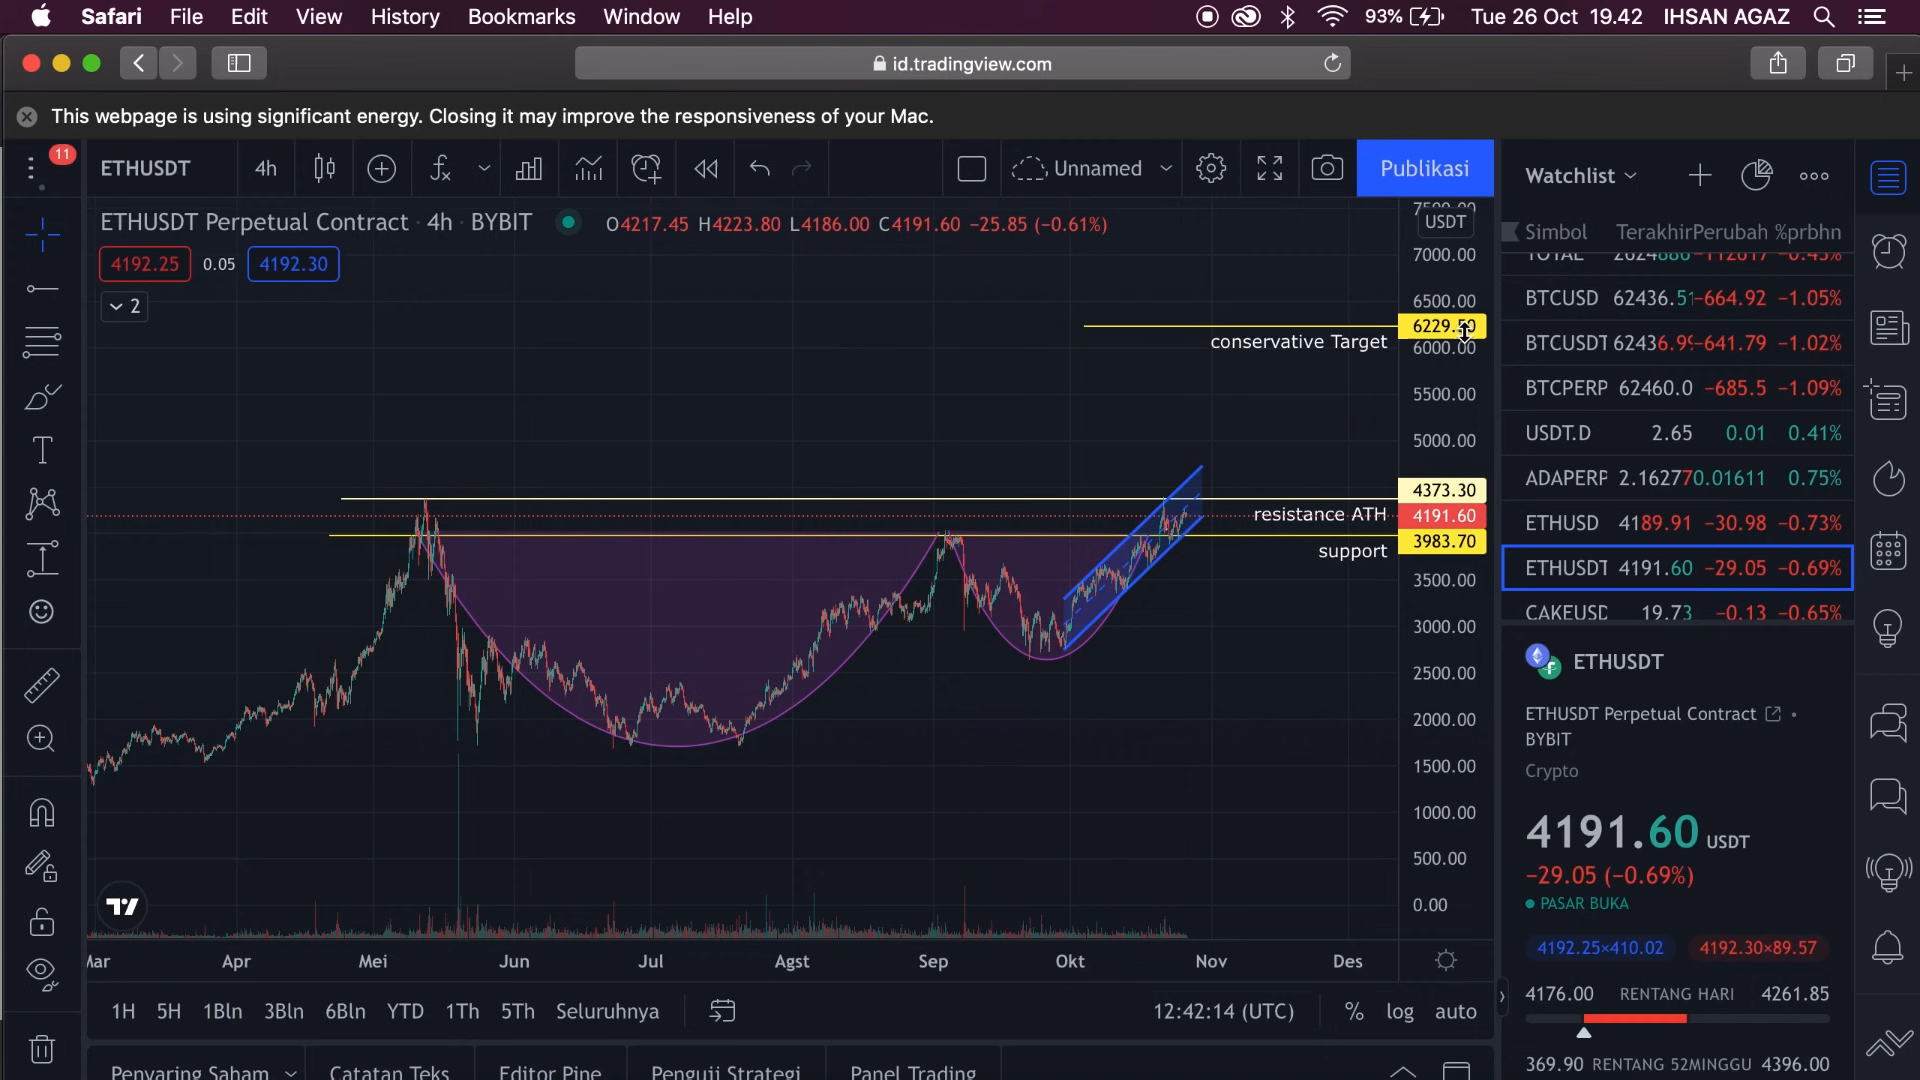 Safari File Edit View History Bookmarks Window Help 93% Tue 26 Oct 19.42 IHSAN AGAZ
id.tradingview.com
This webpage is using significant energy. Closing it may improve the responsiveness of your Mac.
11
ETHUSDT 4h Unnamed Publikasi
ETHUSDT Perpetual Contract · 4h · BYBIT O4217.45 H4223.80 L4186.00 C4191.60 −25.85 (−0.61%)
4192.25 0.05 4192.30
2
USDT
7000.00
6500.00
6229.50
conservative Target
6000.00
5500.00
5000.00
4373.30
resistance ATH 4191.60
3983.70
support
3500.00
3000.00
2500.00
2000.00
1500.00
1000.00
500.00
0.00
Apr Mei Jun Jul Agst Sep Okt Nov Des
1H 5H 1Bln 3Bln 6Bln YTD 1Th 5Th Seluruhnya 12:42:14 (UTC) % log auto
Penyaring Saham Catatan Teks Editor Pine Penguji Strategi Panel Trading
Watchlist
Simbol Terakhir Perubah %prbhn
TOTAL
BTCUSD 62436.51 −664.92 −1.05%
BTCUSDT 62436.99 −641.79 −1.02%
BTCPERP 62460.0 −685.5 −1.09%
USDT.D 2.65 0.01 0.41%
ADAPERP 2.16277 0.01611 0.75%
ETHUSD 4189.91 −30.98 −0.73%
ETHUSDT 4191.60 −29.05 −0.69%
CAKEUSD 19.73 −0.13 −0.65%
ETHUSDT
ETHUSDT Perpetual Contract
BYBIT
Crypto
4191.60 USDT
−29.05 (−0.69%)
PASAR BUKA
4192.25×410.02 4192.30×89.57
4176.00 RENTANG HARI 4261.85
369.90 RENTANG 52MINGGU 4396.00